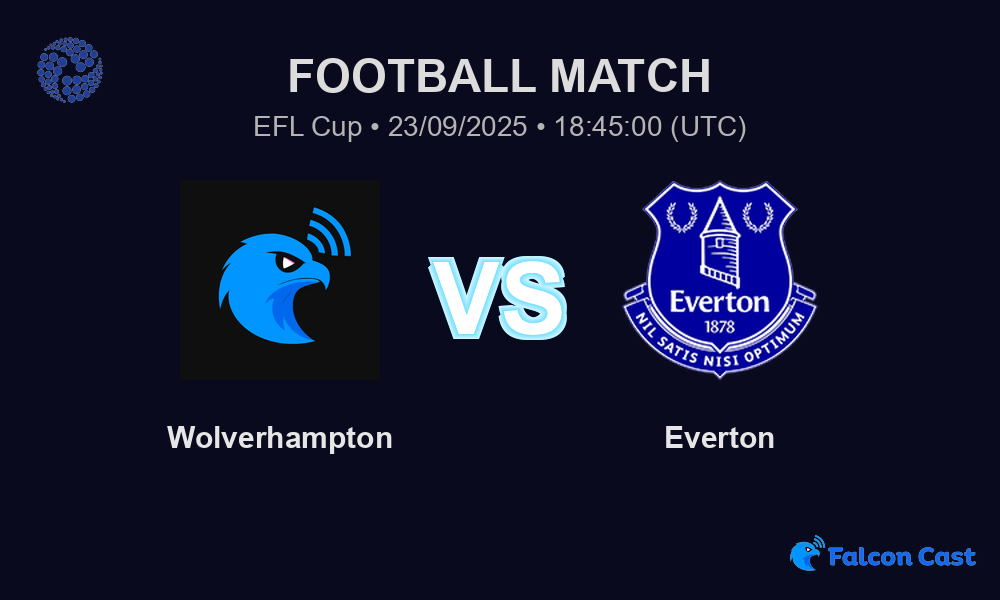 FOOTBALL MATCH
EFL Cup • 23/09/2025 • 18:45:00 (UTC)
VS
Everton
1878
NIL SATIS NISI OPTIMUM
Wolverhampton
Everton
Falcon Cast